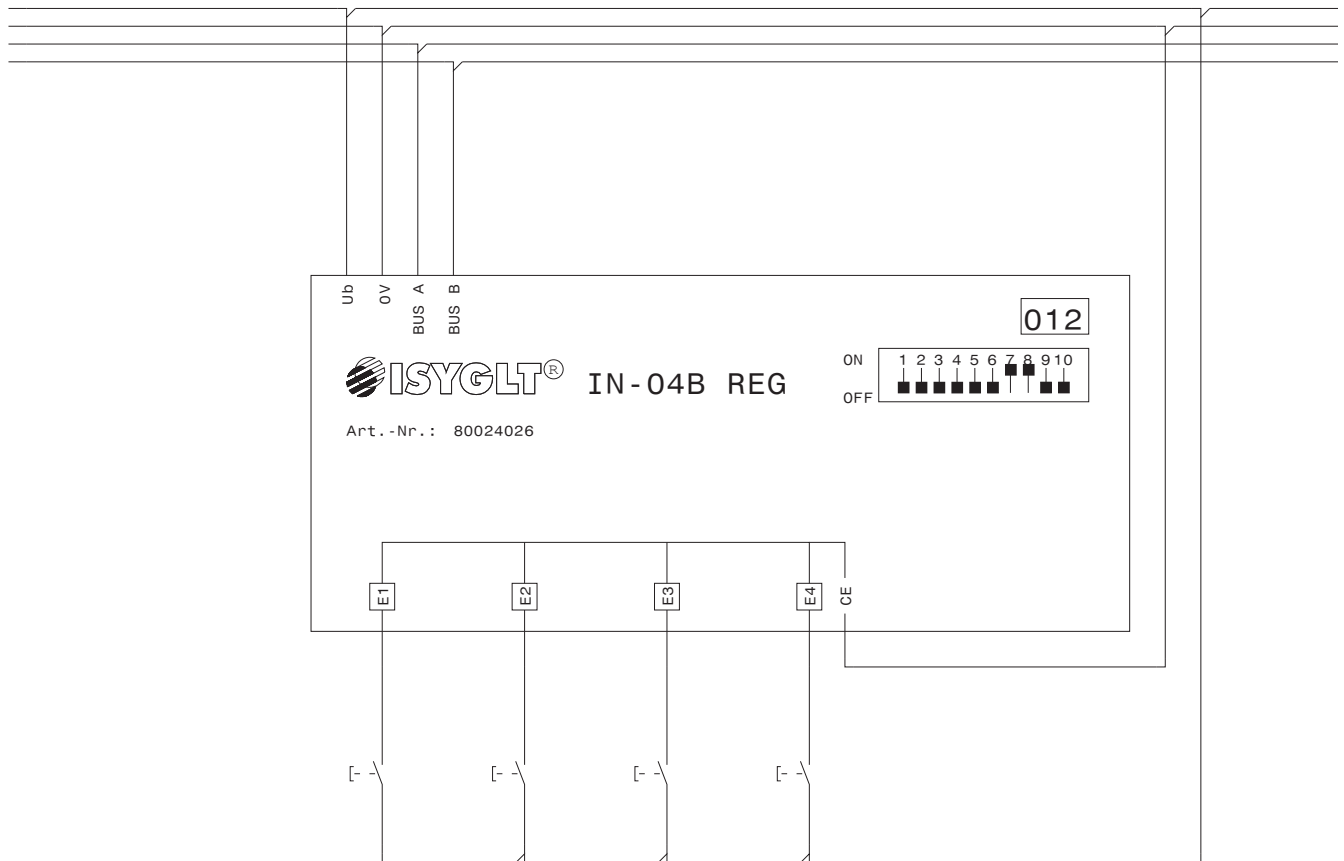 Ub
0V
BUS A
BUS B
012
ISYGLT® IN-04B REG
ON 1 2 3 4 5 6 7 8 9 10
OFF
Art.-Nr.: 80024026
E1 E2 E3 E4 CE